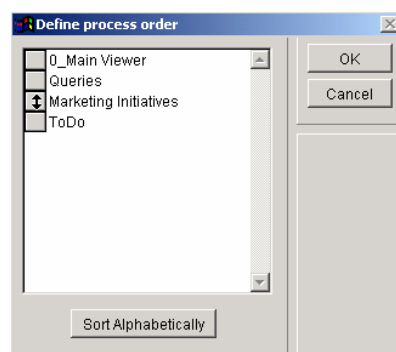 Define process order
0_Main Viewer
Queries
Marketing Initiatives
ToDo
OK
Cancel
Sort Alphabetically